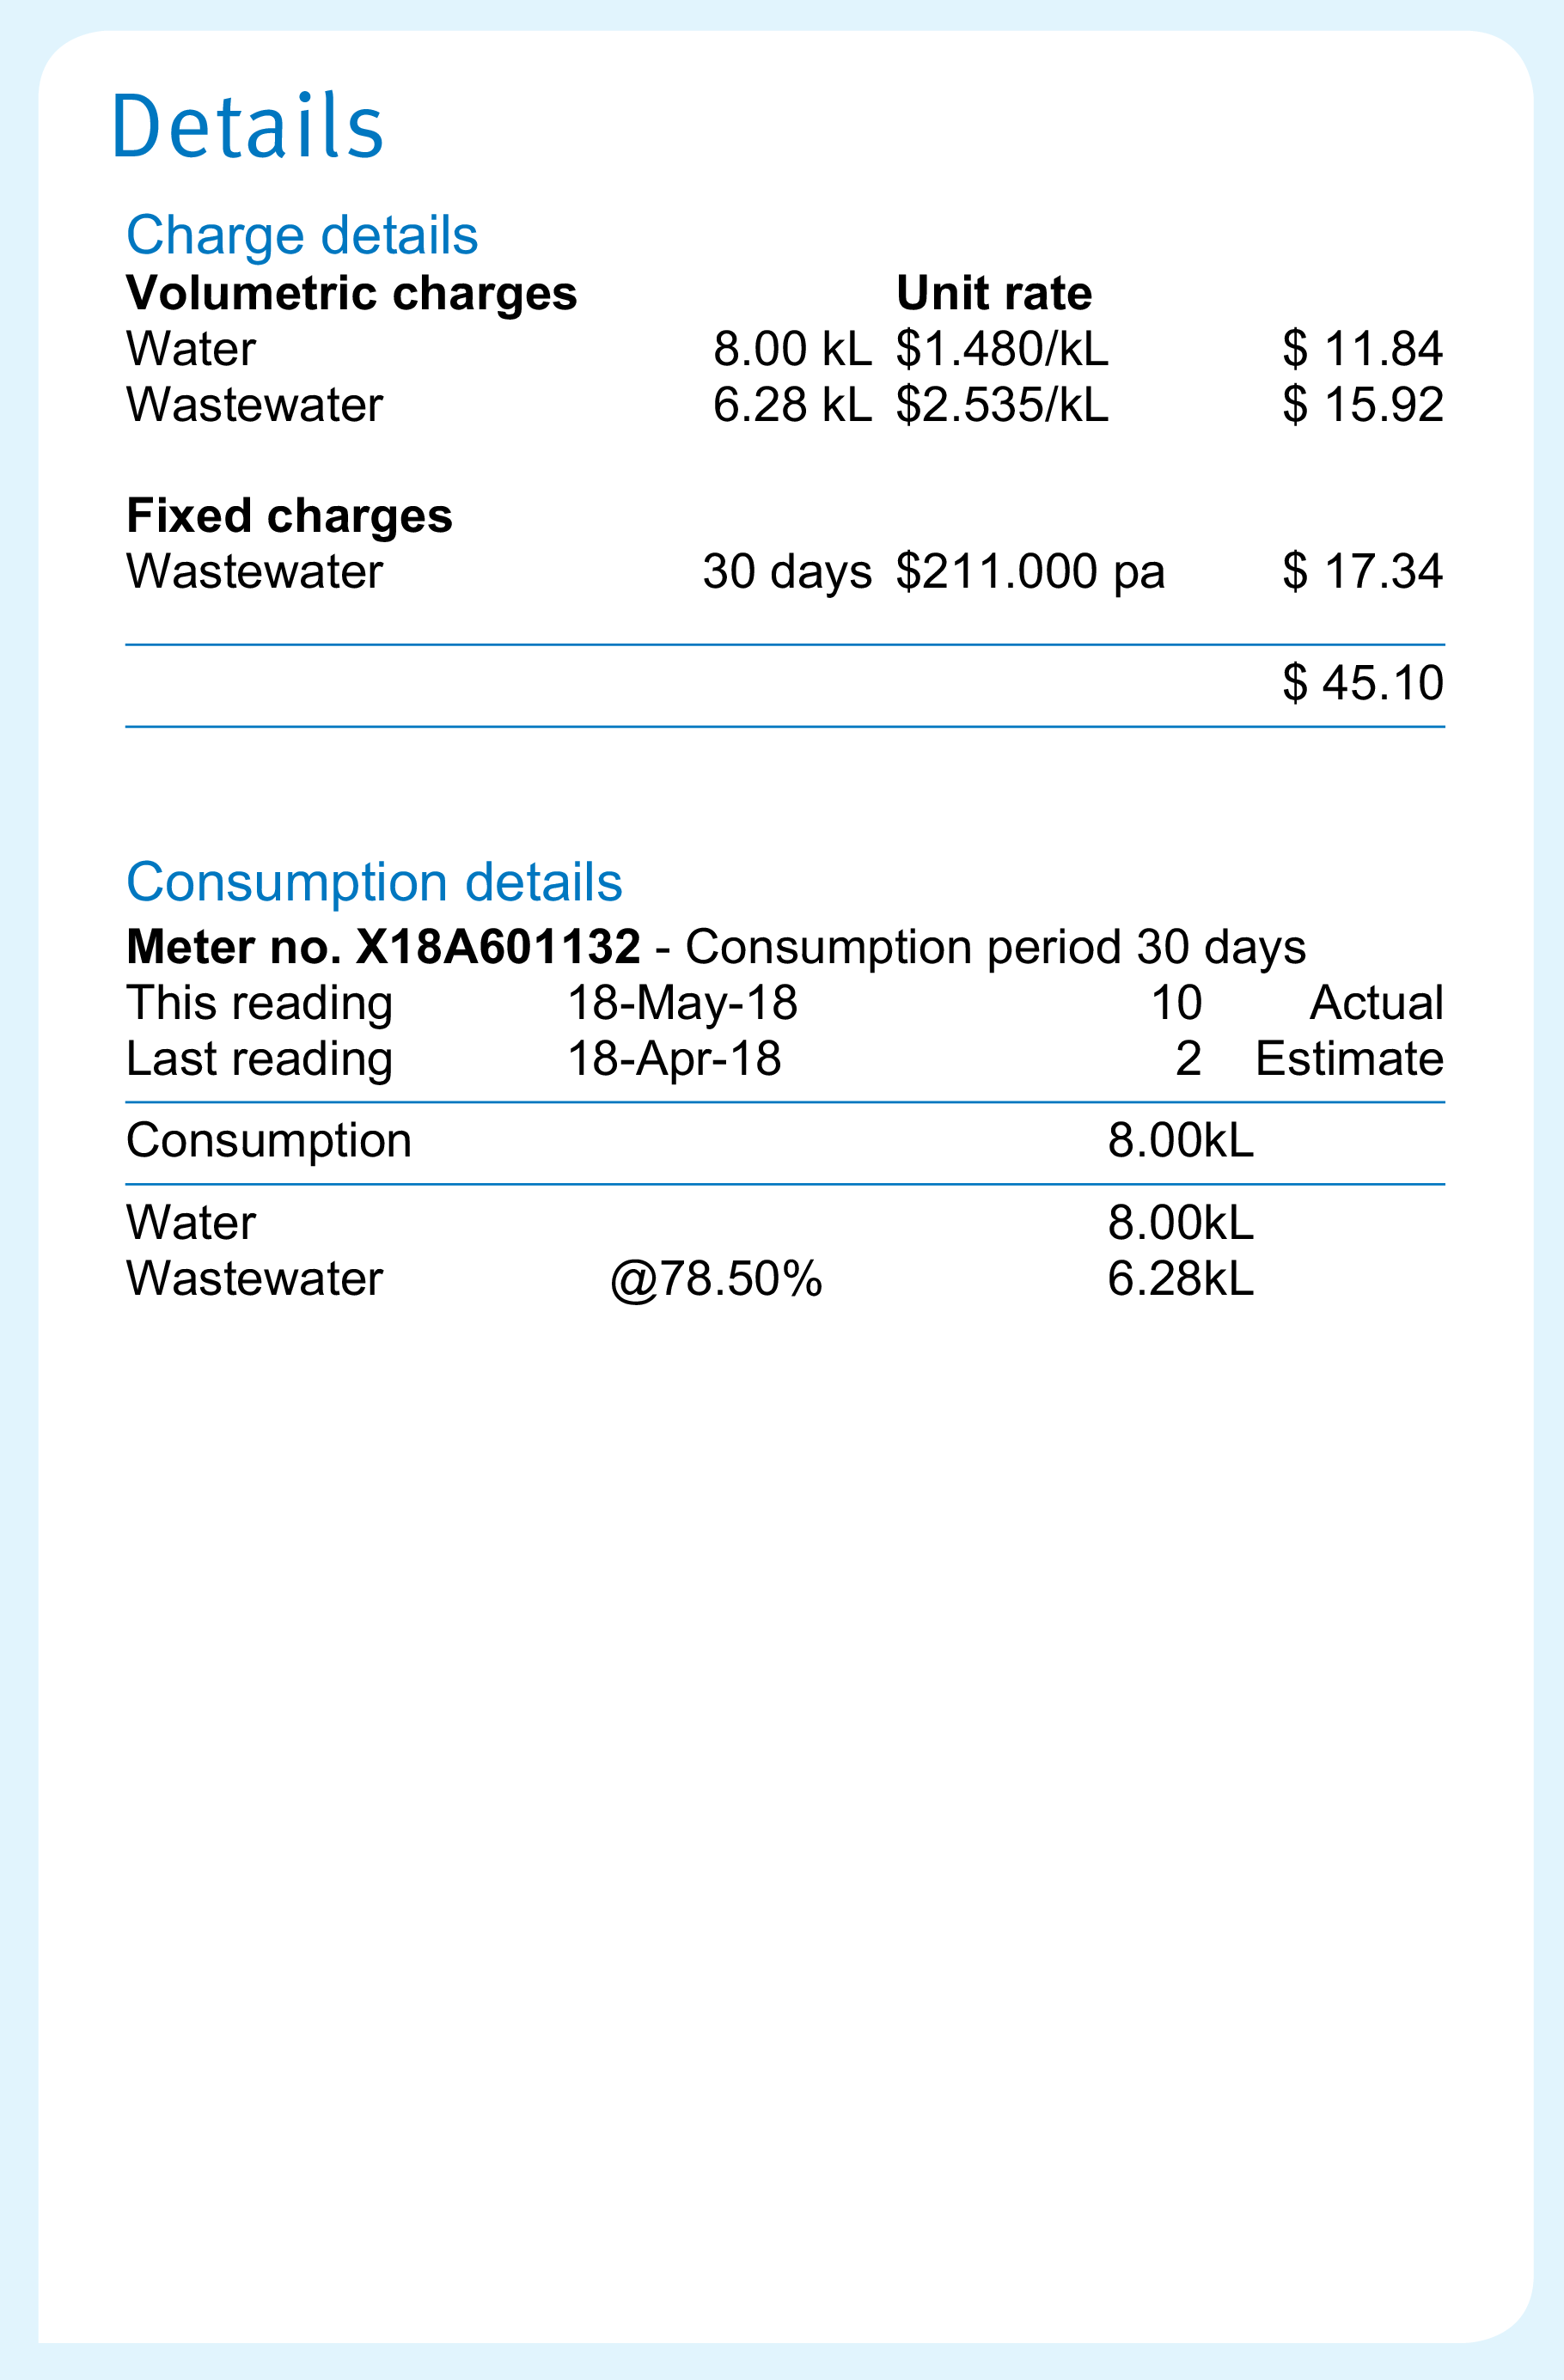 Details
Charge details
Volumetric charges Unit rate
Water 8.00 kL $1.480/kL $ 11.84
Wastewater 6.28 kL $2.535/kL $ 15.92
Fixed charges
Wastewater 30 days $211.000 pa $ 17.34
$ 45.10
Consumption details
Meter no. X18A601132 - Consumption period 30 days
This reading 18-May-18 10 Actual
Last reading 18-Apr-18 2 Estimate
Consumption 8.00kL
Water 8.00kL
Wastewater @78.50% 6.28kL